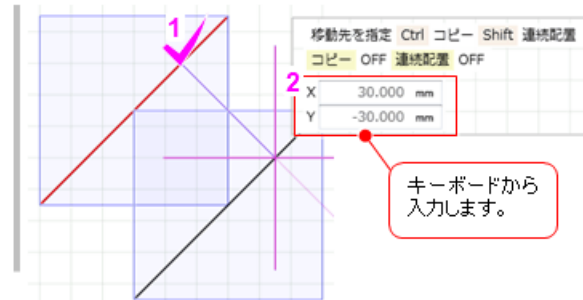 1
移動先を指定 Ctrl コピー Shift 連続配置
コピー OFF 連続配置 OFF
2
X 30.000 mm
Y -30.000 mm
キーボードから
入力します。